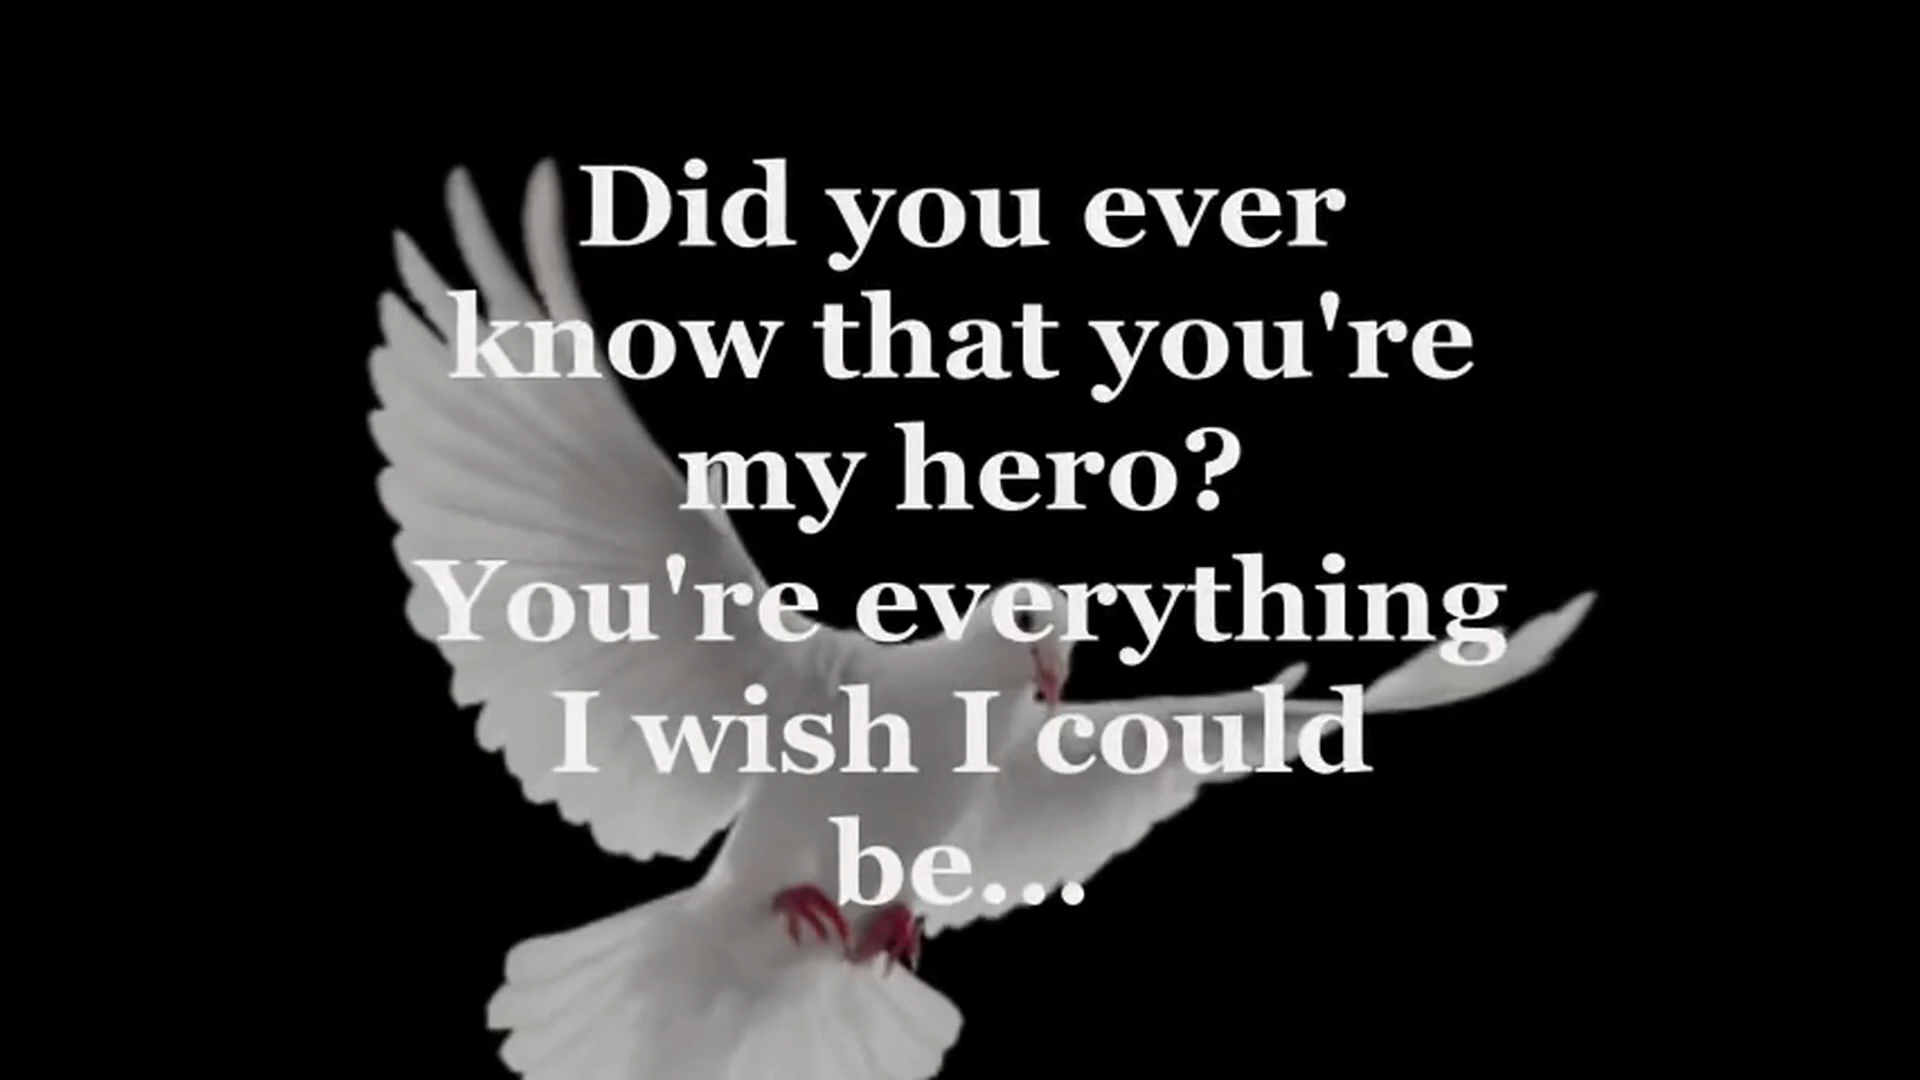 Did you ever
know that you're
my hero?
You're everything
I wish I could
be...